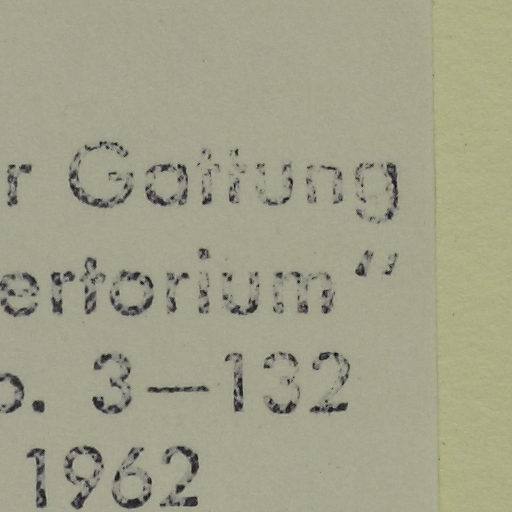 r Gattung
ertorium“
o. 3—132
1962